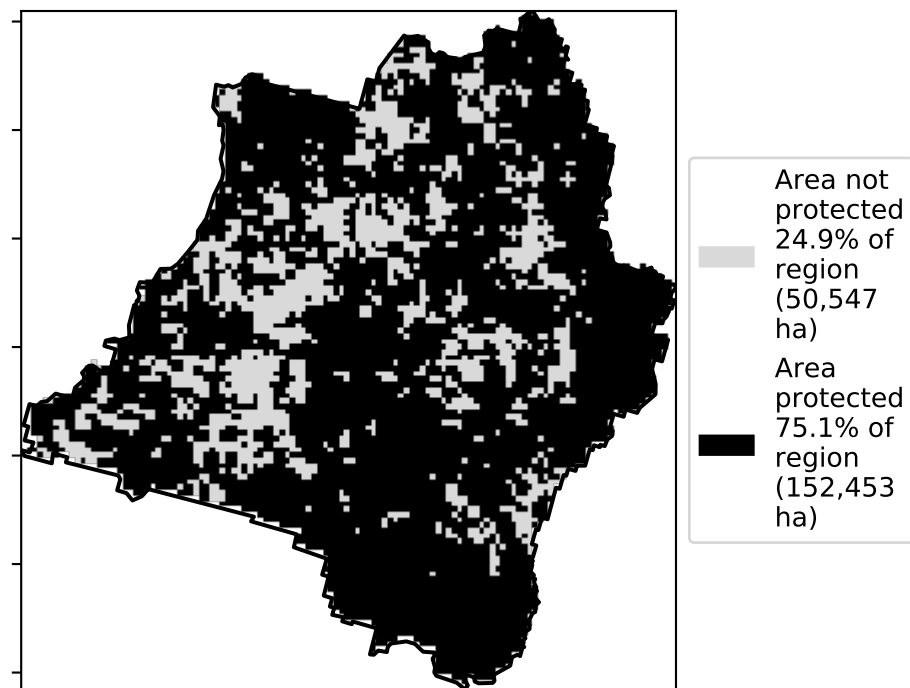 Area not
protected
24.9% of
region
(50,547
ha)
Area
protected
75.1% of
region
(152,453
ha)